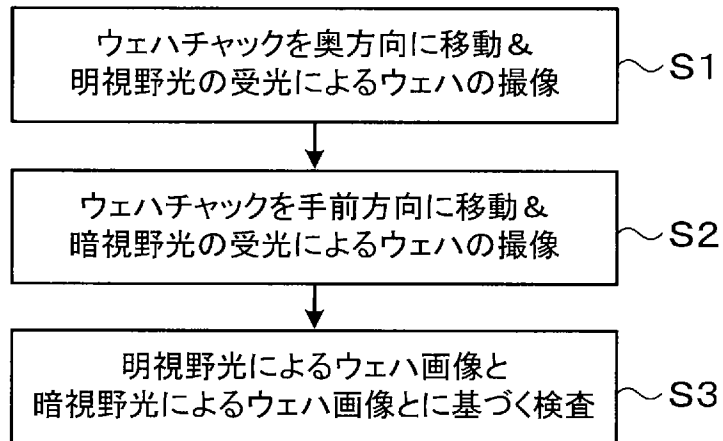 ウェハチャックを奥方向に移動&
明視野光の受光によるウェハの撮像
S1
ウェハチャックを手前方向に移動&
暗視野光の受光によるウェハの撮像
S2
明視野光によるウェハ画像と
暗視野光によるウェハ画像とに基づく検査
S3